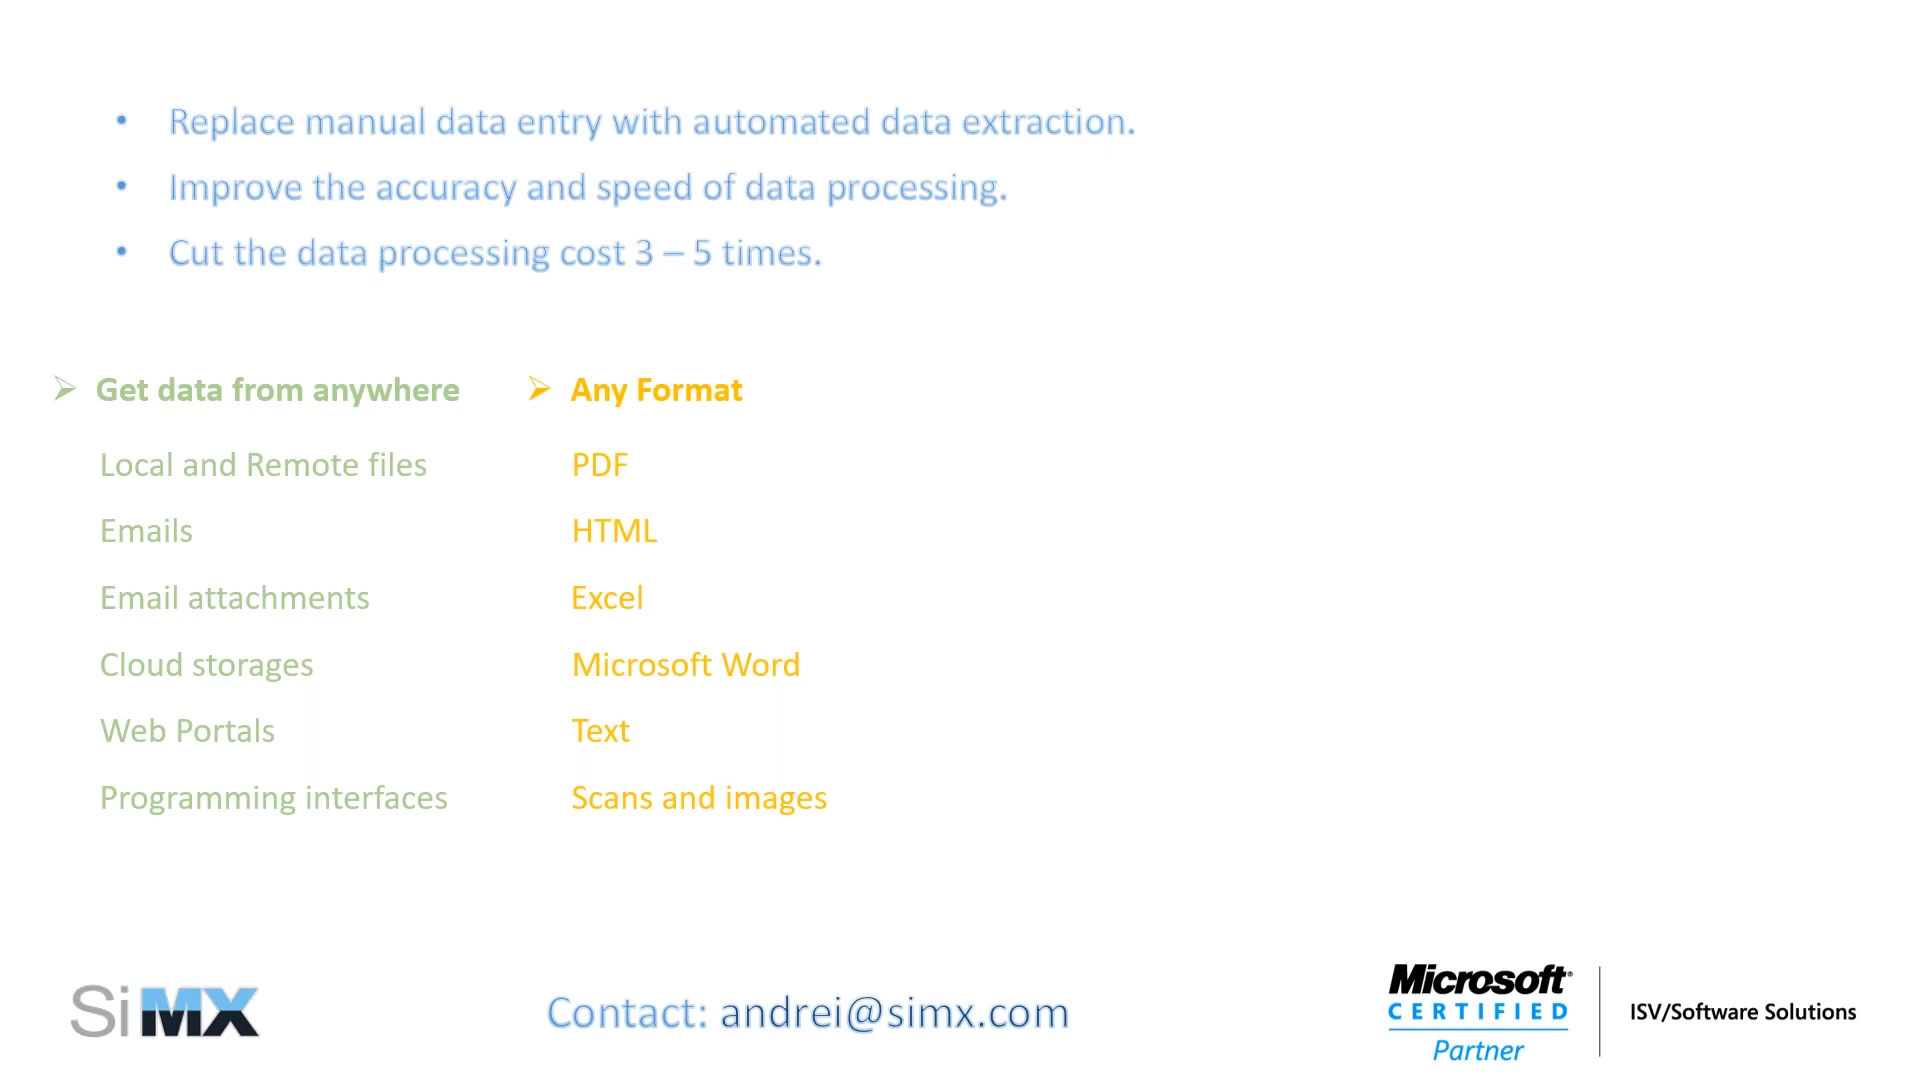 • Replace manual data entry with automated data extraction.
• Improve the accuracy and speed of data processing.
• Cut the data processing cost 3 – 5 times.
➢ Get data from anywhere
Local and Remote files
Emails
Email attachments
Cloud storages
Web Portals
Programming interfaces
➢ Any Format
PDF
HTML
Excel
Microsoft Word
Text
Scans and images
SiMX
Contact: andrei@simx.com
Microsoft®
CERTIFIED
Partner
ISV/Software Solutions